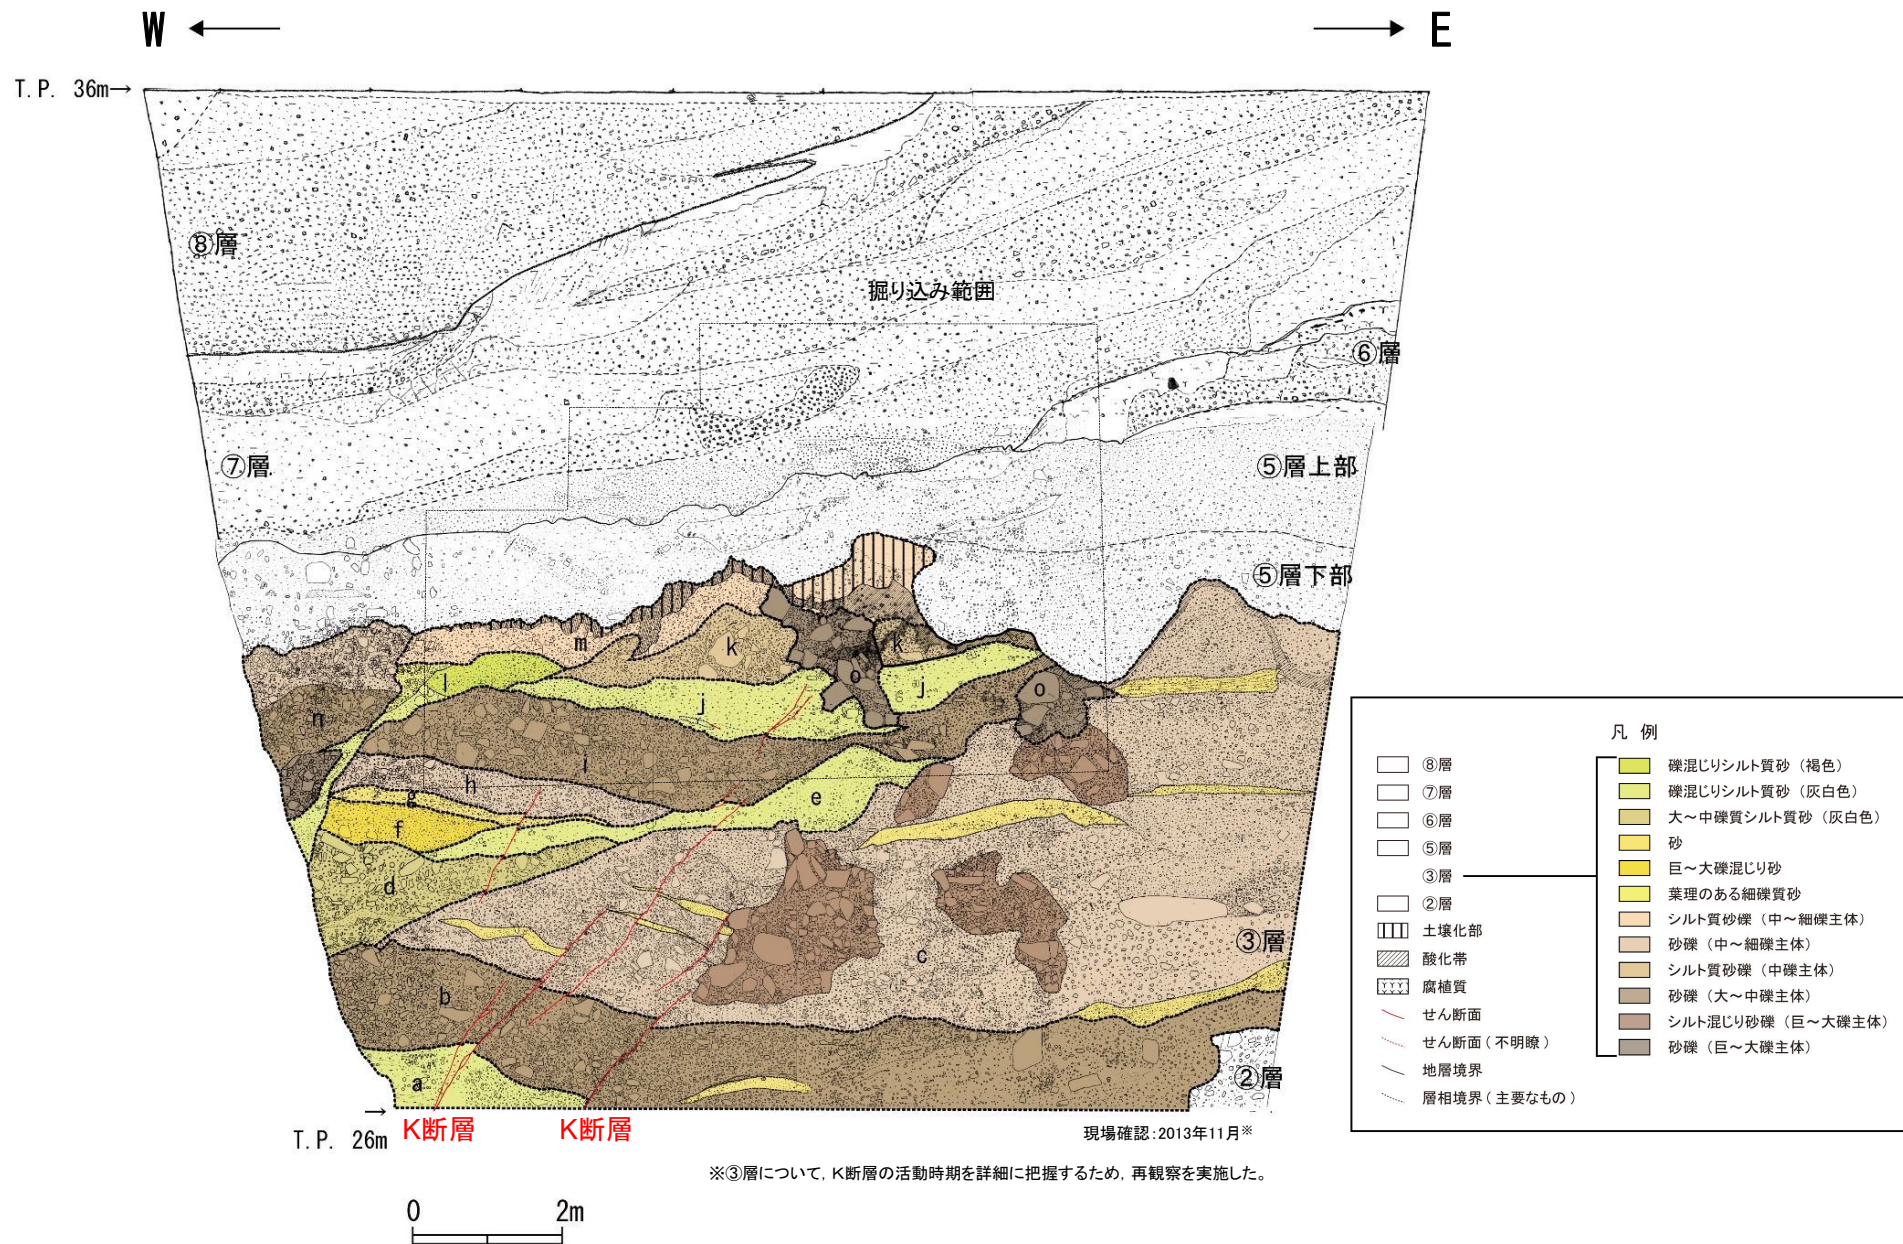 W ← → E
T.P. 36m→
⑧層
掘り込み範囲
⑥層
⑦層
⑤層上部
⑤層下部
m
k
k
l
j
o
j
o
n
i
h
g
e
f
d
③層
c
b
②層
a
→
T.P. 26m
K断層
K断層
現場確認:2013年11月※
※③層について, K断層の活動時期を詳細に把握するため, 再観察を実施した。
0 2m
凡 例
⑧層
⑦層
⑥層
⑤層
③層
②層
土壌化部
酸化帯
腐植質
せん断面
せん断面(不明瞭)
地層境界
層相境界(主要なもの)
礫混じりシルト質砂(褐色)
礫混じりシルト質砂(灰白色)
大～中礫質シルト質砂(灰白色)
砂
巨～大礫混じり砂
葉理のある細礫質砂
シルト質砂礫(中～細礫主体)
砂礫(中～細礫主体)
シルト質砂礫(中礫主体)
砂礫(大～中礫主体)
シルト混じり砂礫(巨～大礫主体)
砂礫(巨～大礫主体)